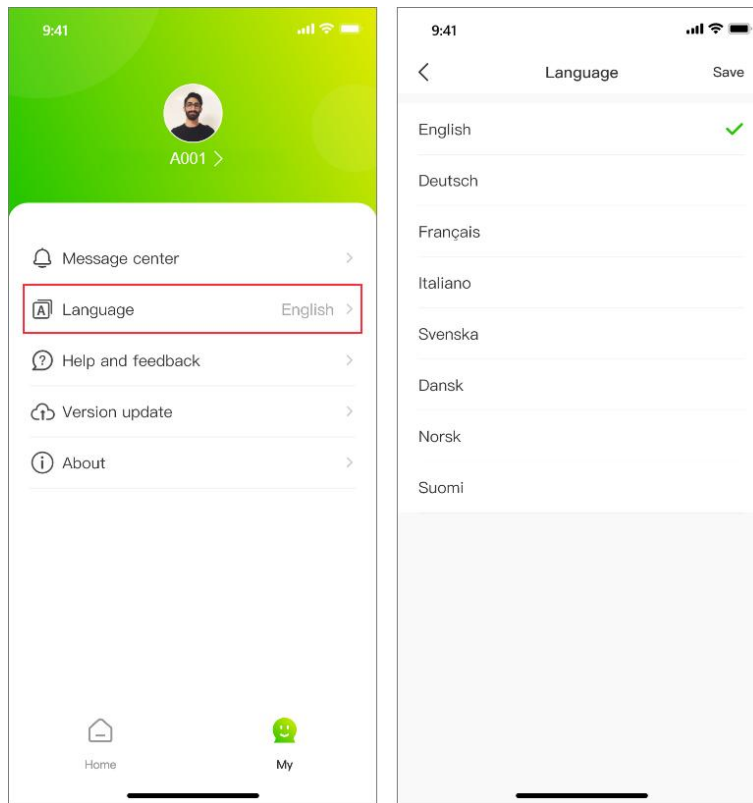 9:41
A001 >
Message center
Language English >
Help and feedback
Version update
About
Home
My
9:41
Language
Save
English
Deutsch
Français
Italiano
Svenska
Dansk
Norsk
Suomi